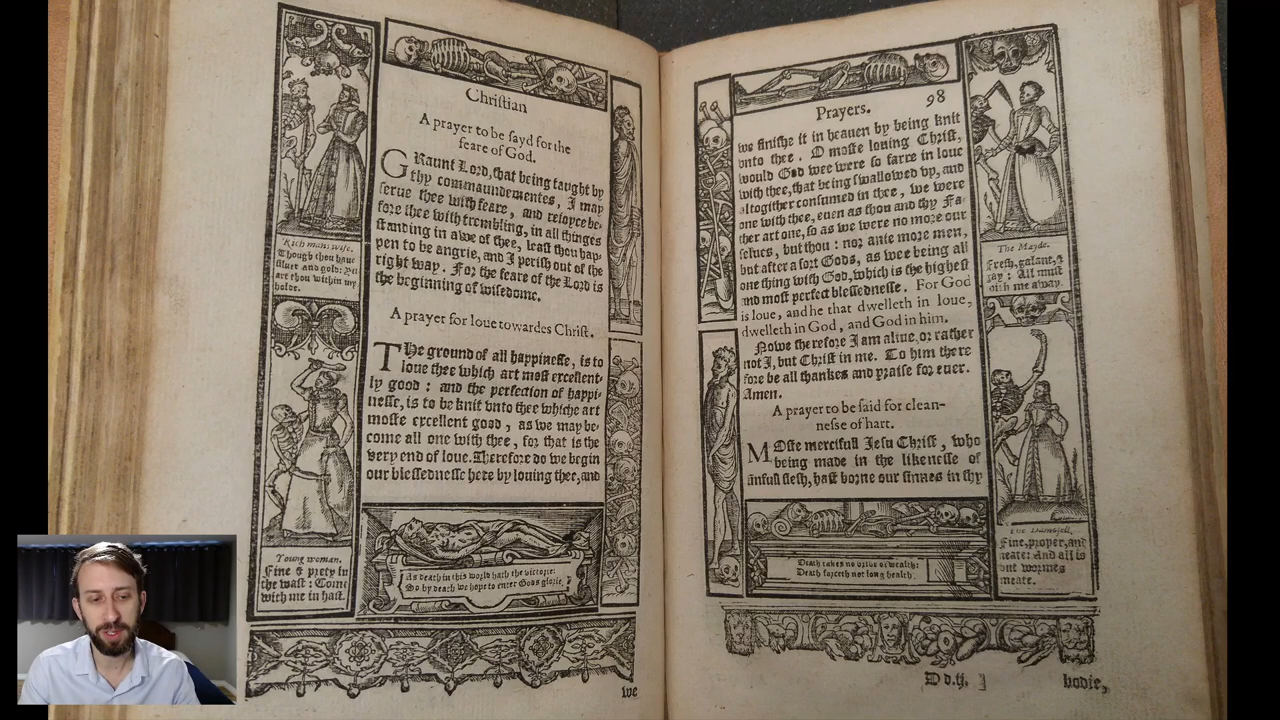 Christian
A prayer to be sayd for the
feare of God.
GRaunt Lord, that being taught by
thy commaundementes, I may
serue thee with feare, and reioyce be-
fore thee with trembling, in all thinges
standing in awe of thee, least thou hap-
pen to be angrie, and I perish out of the
right way. For the feare of the Lord is
the beginning of wisedome.
A prayer for loue towardes Christ.
THe ground of all happinesse, is to
loue thee which art most excellent-
ly good : and the perfection of happi-
nesse, is to be knit vnto thee whiche art
moste excellent good, as we may be-
come all one with thee, for that is the
very end of loue. Therefore do we begin
our blessednesse here by louing thee, and
Rich mans wife.
Though thou haue
siluer and gold: Yet
art thou within my
holde.
Young woman.
Fine & prety in
the wast : Come
with me in hast.
As death in this world hath the victorie:
So by death we hope to enter Gods glorie.
we
Prayers. 98
we finishe it in heauen by being knit
vnto thee. O moste louing Christ,
would God wee were so farre in loue
with thee, that being swallowed vp, and
altogither consumed in thee, we were
one with thee, euen as thou and thy Fa-
ther art one, so as we were no more our
selues, but thou : nor anie more men,
but after a sort Gods, as wee being all
one thing with God, which is the highest
and most perfect blessednesse. For God
is loue, and he that dwelleth in loue,
dwelleth in God, and God in him.
Nowe therefore I am aliue, or rather
not I, but Christ in me. To him there
fore be all thankes and praise for euer.
Amen.
A prayer to be said for clean-
nesse of hart.
MOste mercifull Jesu Christ, who
being made in the likenesse of
sinfull flesh, hast borne our sinnes in thy
The Mayde.
Fresh, galant, &
gay : All must
with me away.
The Damsell.
Fine, proper, and
neate: And all is
but wormes
meate.
Death takes no bribe of wealth:
Death forceth not long health.
D d.ij.
bodie,